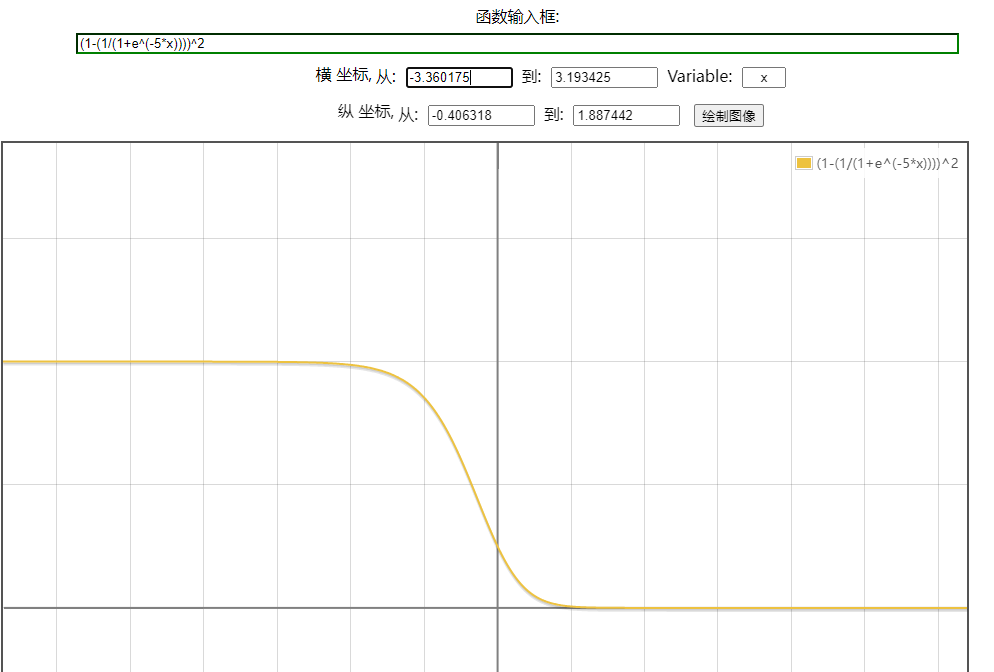 函数输入框:
(1-(1/(1+e^(-5*x))))^2
横 坐标, 从: -3.360175 到: 3.193425 Variable: x
纵 坐标, 从: -0.406318 到: 1.887442 绘制图像
(1-(1/(1+e^(-5*x))))^2